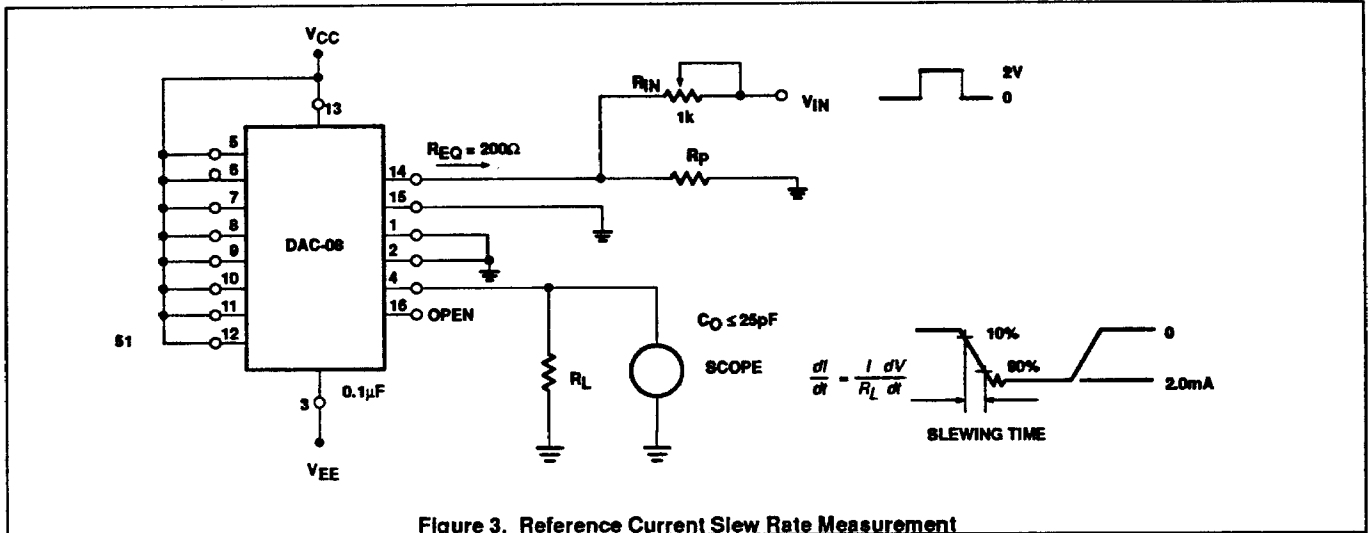 VCC
13
5
6
7
8
9
10
11
12
S1
DAC-08
14
15
1
2
4
16
OPEN
3
0.1µF
VEE
REQ = 200Ω
RIN
1k
VIN
RP
2V
0
RL
CO ≤ 25pF
SCOPE
dI/dt = I/RL dV/dt
10%
90%
0
2.0mA
SLEWING TIME
Figure 3. Reference Current Slew Rate Measurement